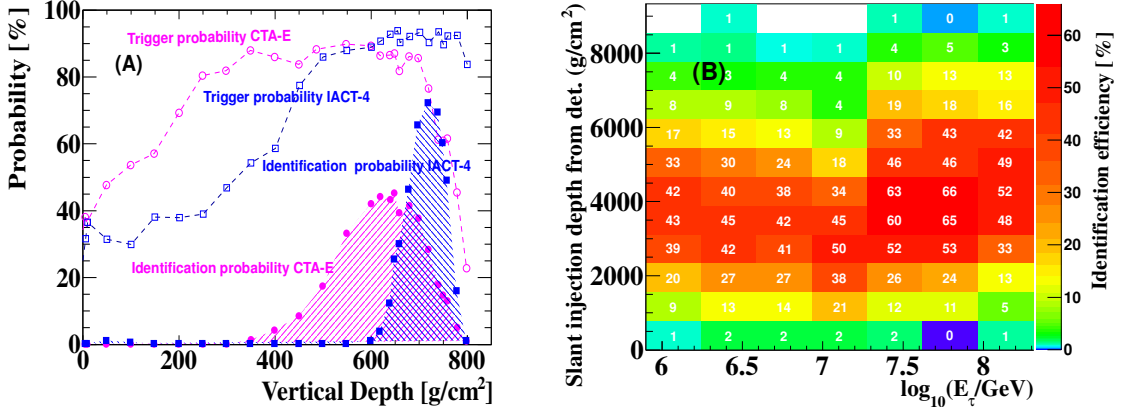 Probability [%]
100
80
60
40
20
0
0
200
400
600
800
Vertical Depth [g/cm²]
(A)
Trigger probability CTA-E
Trigger probability IACT-4
Identification probability IACT-4
Identification probability CTA-E
Slant injection depth from det. (g/cm²)
8000
6000
4000
2000
0
(B)
1 1 0 1
1 1 1 1 4 5 3
4 3 4 4 10 13 13
8 9 8 4 19 18 16
17 15 13 9 33 43 42
33 30 24 18 46 46 49
42 40 38 34 63 66 52
43 45 42 45 60 65 48
39 42 41 50 52 53 33
20 27 27 38 26 24 13
9 13 14 21 12 11 5
1 2 2 2 2 0 1
6 6.5 7 7.5 8
log₁₀(E_τ/GeV)
60
50
40
30
20
10
0
Identification efficiency [%]